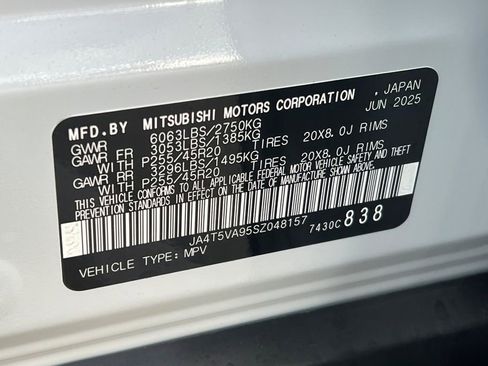 MFD.BY MITSUBISHI MOTORS CORPORATION , JAPAN
GVWR 6063LBS/2750KG JUN 2025
GAWR FR 3053LBS/1385KG
WITH P255/45R20 TIRES 20X8.0J RIMS
GAWR RR 3296LBS/1495KG
WITH P255/45R20 TIRES 20X8.0J RIMS
THIS VEHICLE CONFORMS TO ALL APPLICABLE FEDERAL MOTOR VEHICLE SAFETY, BUMPER, AND THEFT
PREVENTION STANDARDS IN EFFECT ON THE DATE OF MANUFACTURE SHOWN ABOVE.
JA4T5VA95SZ048157 7430C838
VEHICLE TYPE: MPV